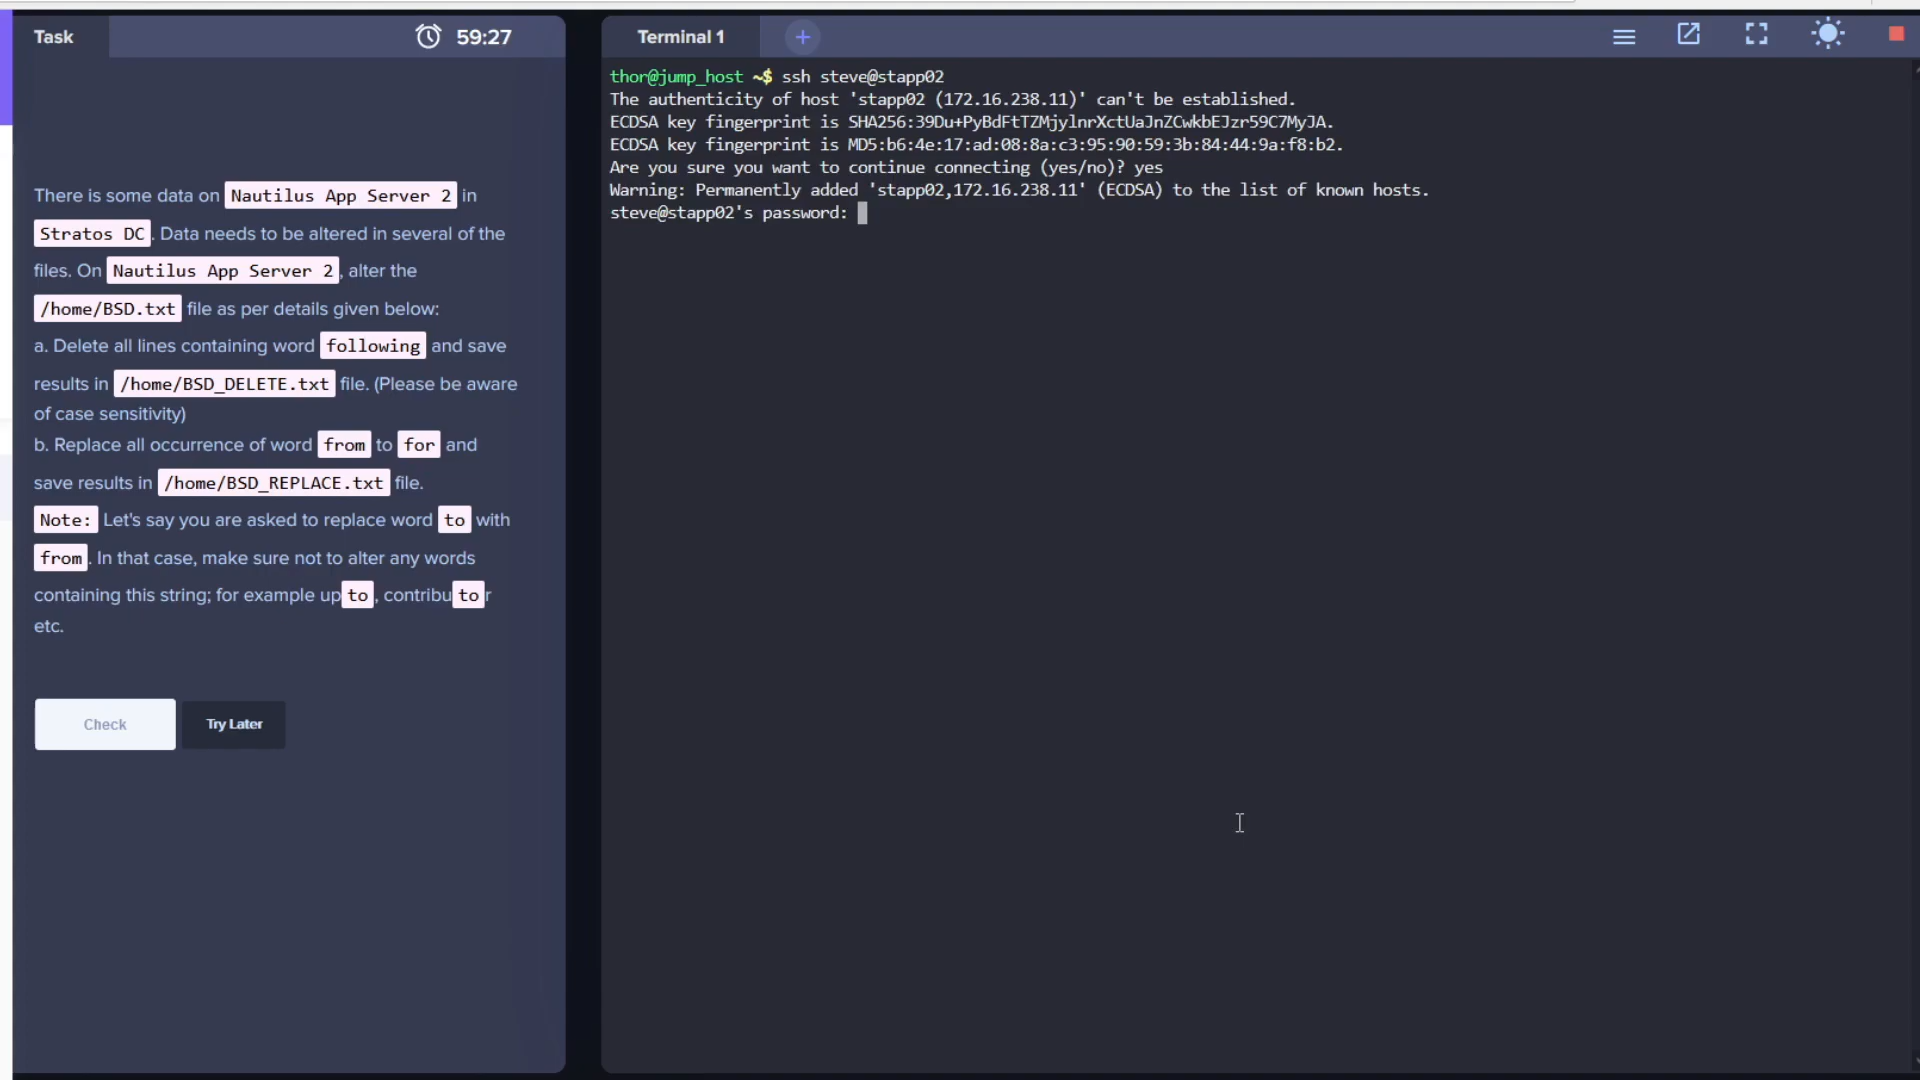 Task
59:27
There is some data on Nautilus App Server 2 in
Stratos DC. Data needs to be altered in several of the
files. On Nautilus App Server 2, alter the
/home/BSD.txt file as per details given below:
a. Delete all lines containing word following and save
results in /home/BSD_DELETE.txt file. (Please be aware
of case sensitivity)
b. Replace all occurrence of word from to for and
save results in /home/BSD_REPLACE.txt file.
Note: Let's say you are asked to replace word to with
from. In that case, make sure not to alter any words
containing this string; for example upto, contributor
etc.
Check
Try Later
Terminal 1
+
thor@jump_host ~$ ssh steve@stapp02
The authenticity of host 'stapp02 (172.16.238.11)' can't be established.
ECDSA key fingerprint is SHA256:39Du+PyBdFtTZMjylnrXctUaJnZCwkbEJzr59C7MyJA.
ECDSA key fingerprint is MD5:b6:4e:17:ad:08:8a:c3:95:90:59:3b:84:44:9a:f8:b2.
Are you sure you want to continue connecting (yes/no)? yes
Warning: Permanently added 'stapp02,172.16.238.11' (ECDSA) to the list of known hosts.
steve@stapp02's password: